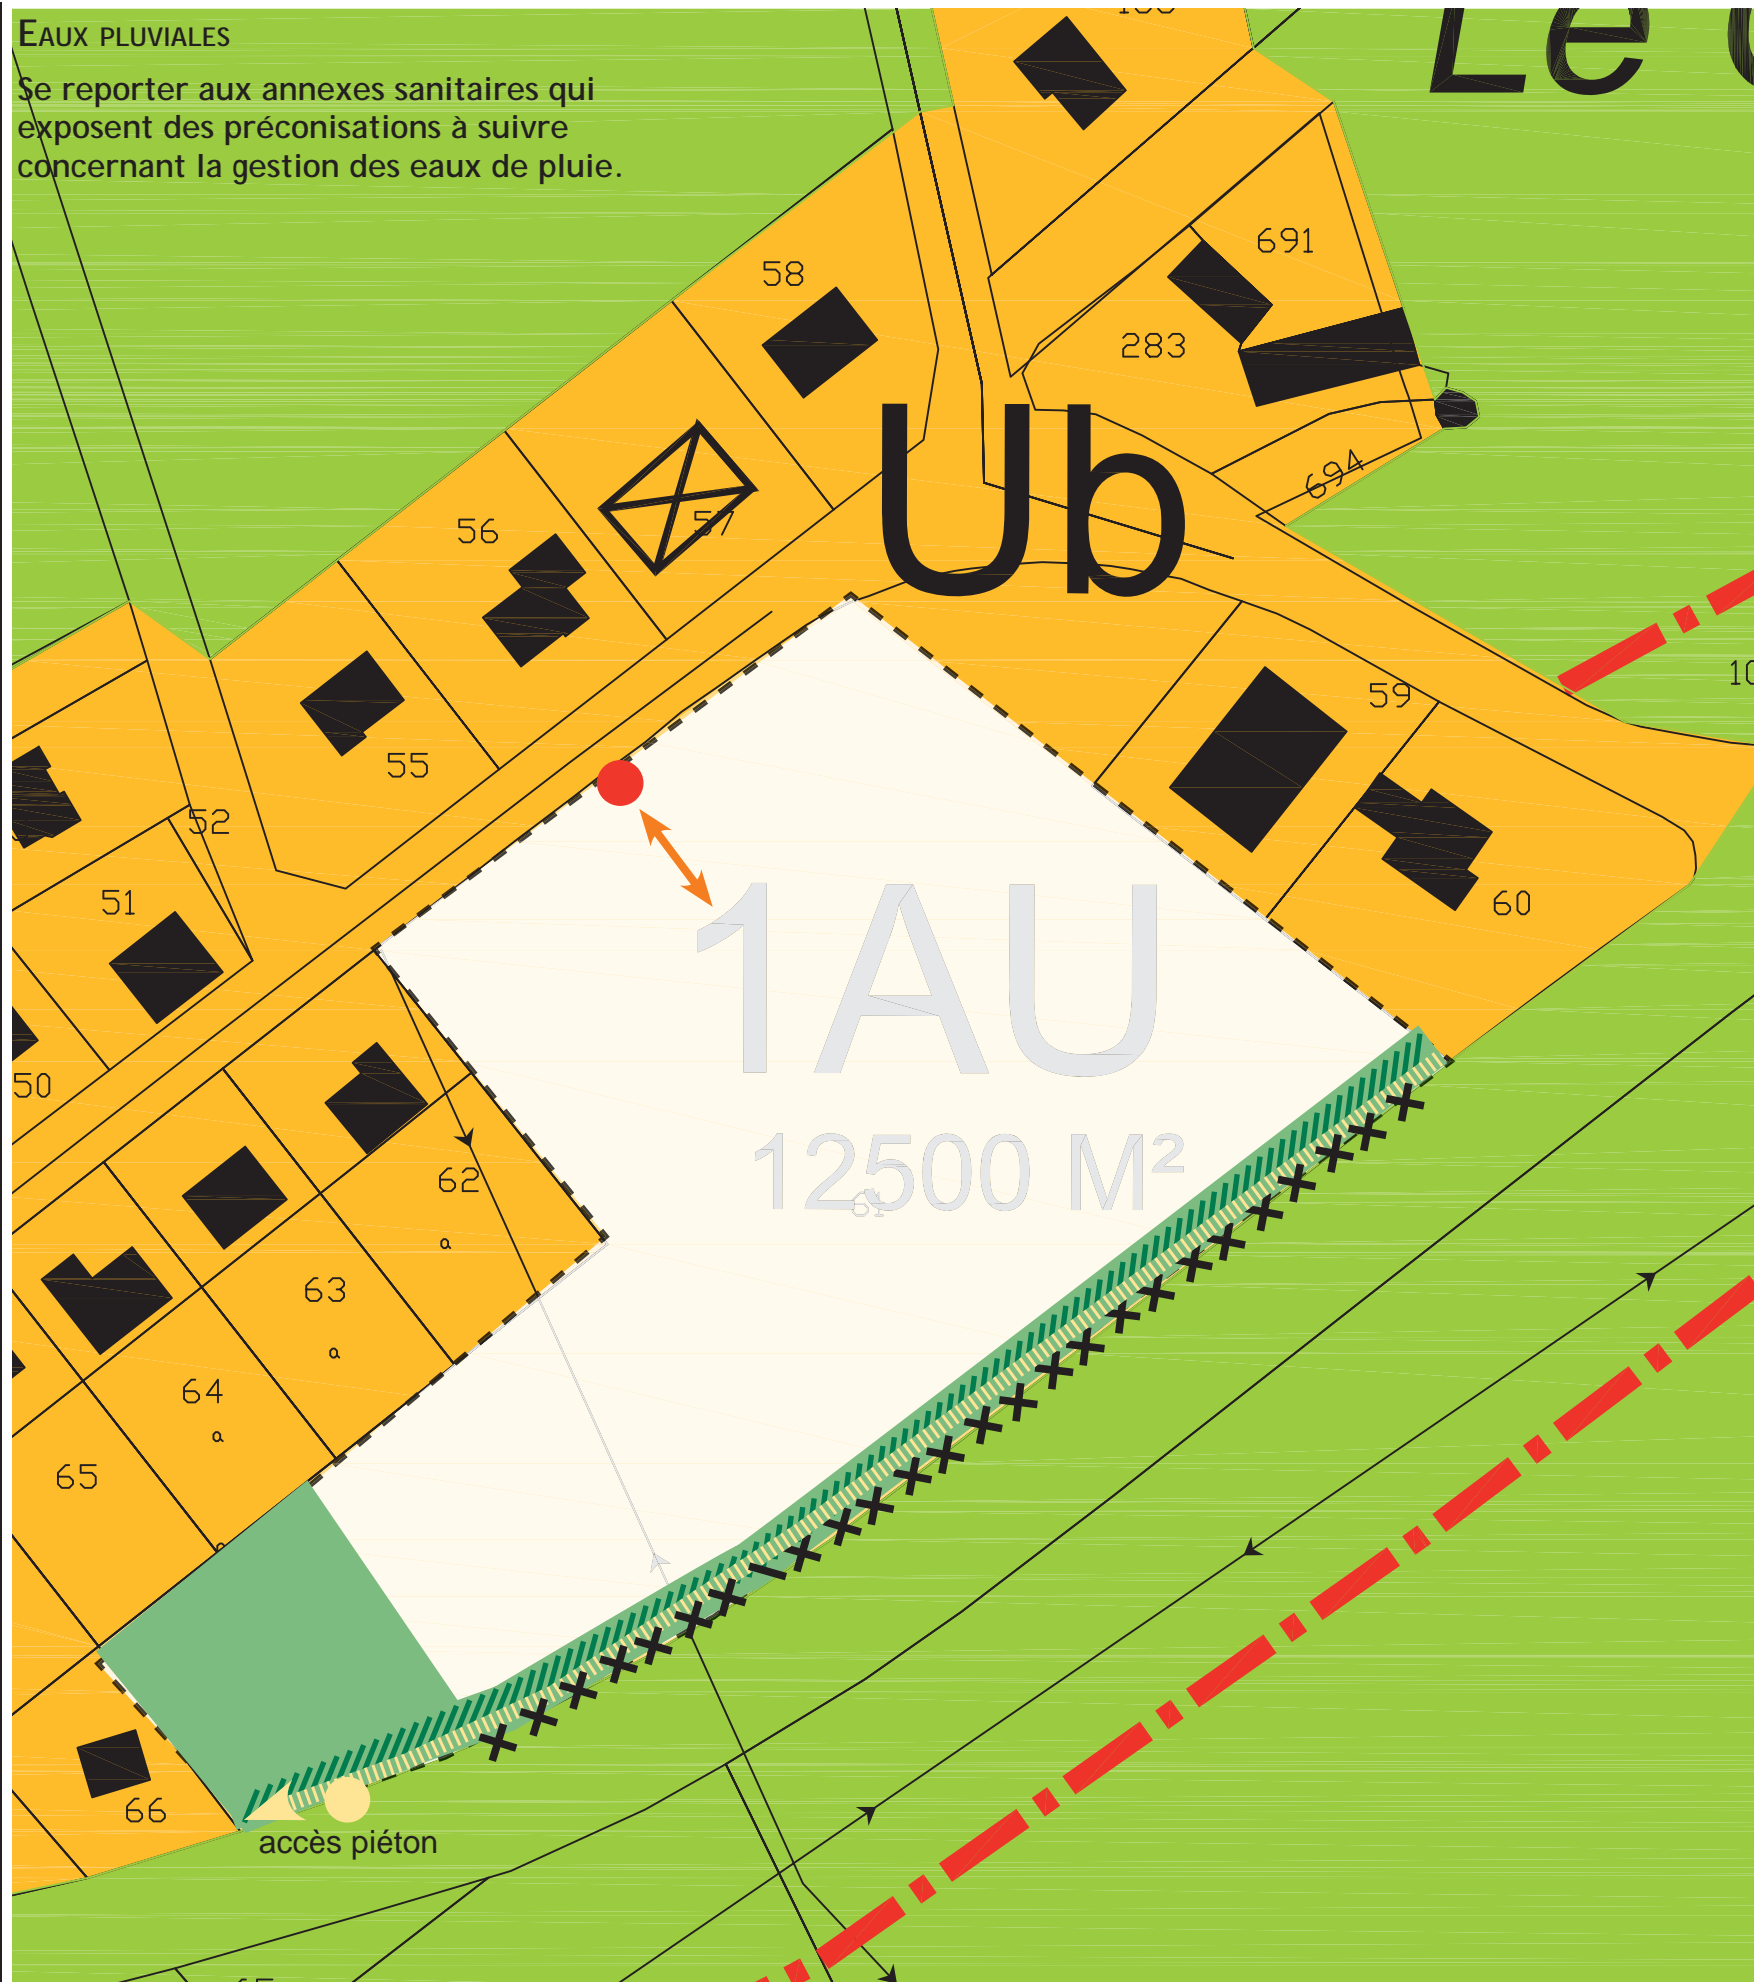 EAUX PLUVIALES
Se reporter aux annexes sanitaires qui
exposent des préconisations à suivre
concernant la gestion des eaux de pluie.
Le
691
58
283
694
57
56
Ub
59
55
52
51
60
1AU
50
12500 M²
61
62
a
63
a
64
a
65
66
accès piéton